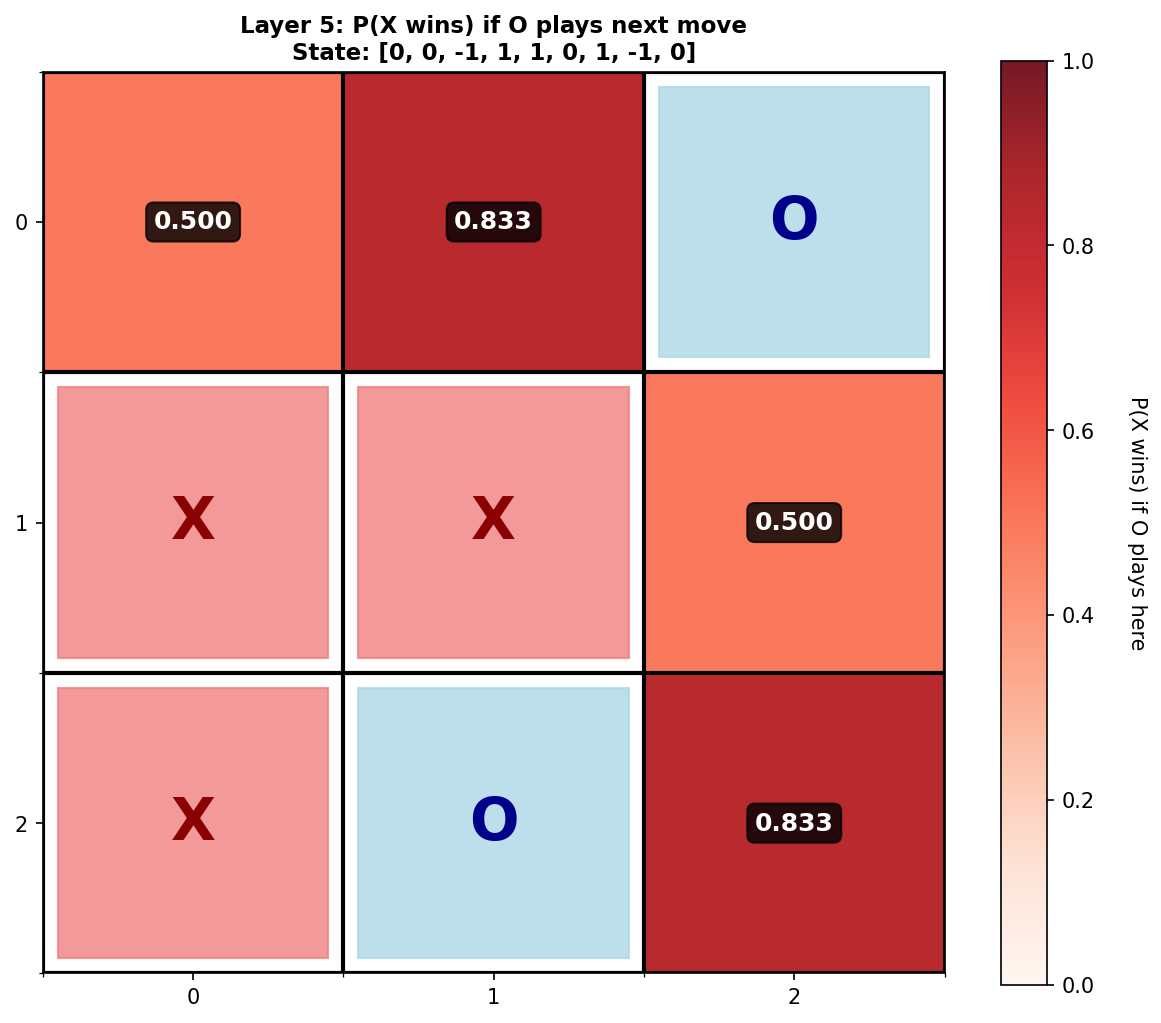 Layer 5: P(X wins) if O plays next move
State: [0, 0, -1, 1, 1, 0, 1, -1, 0]
0
0.500
0.833
O
1
X
X
0.500
2
X
O
0.833
0
1
2
1.0
0.8
0.6
0.4
0.2
0.0
P(X wins) if O plays here